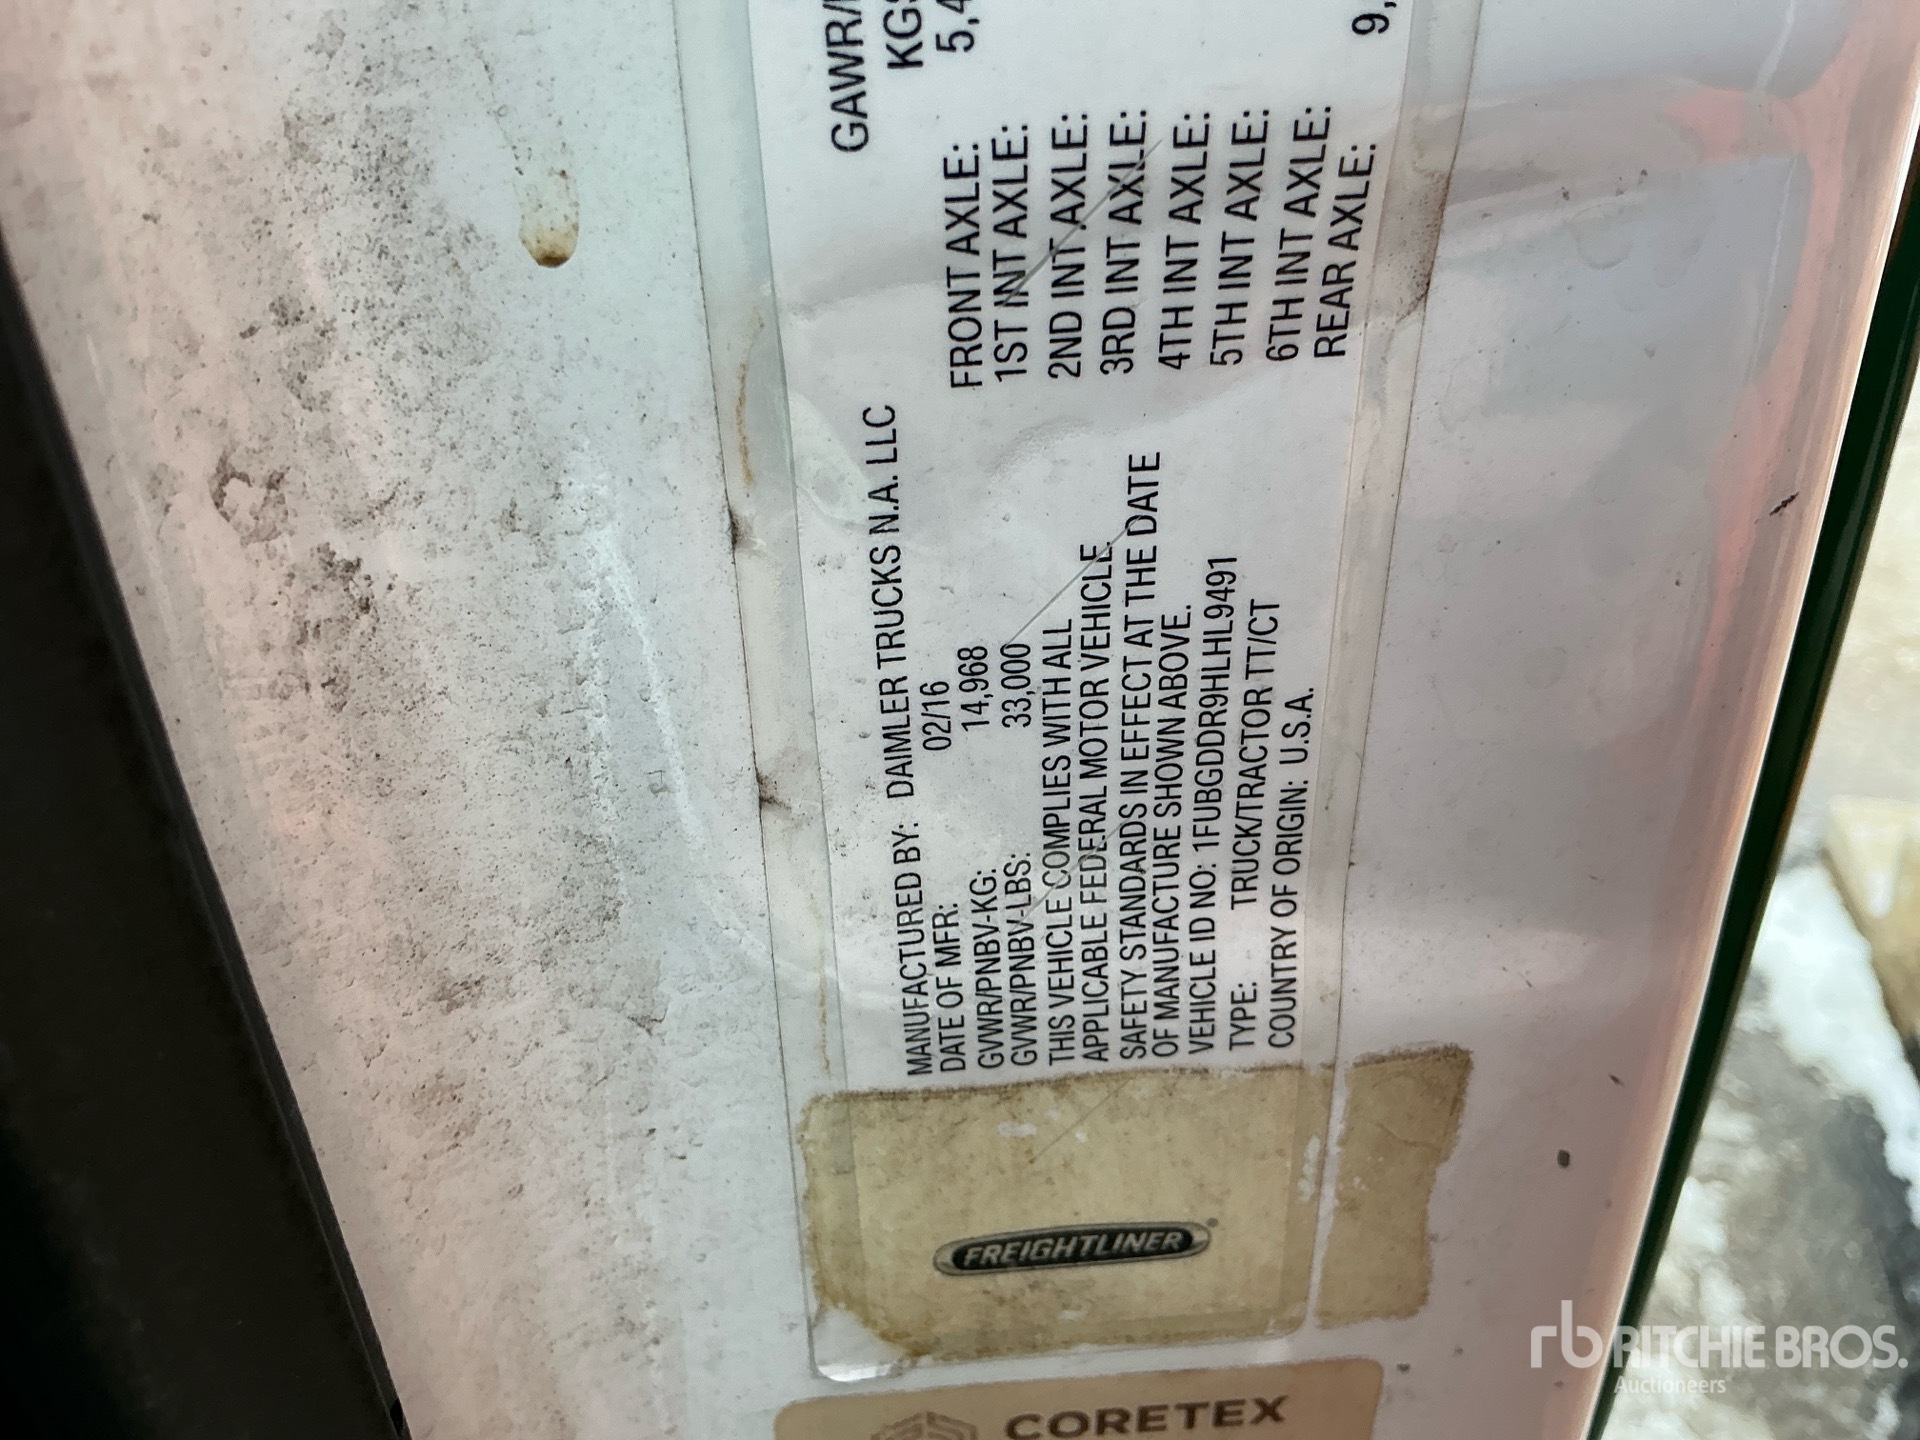 FREIGHTLINER
MANUFACTURED BY: DAIMLER TRUCKS N.A. LLC
DATE OF MFR: 02/16
GVWR/PNBV-KG: 14,968
GVWR/PNBV-LBS: 33,000
THIS VEHICLE COMPLIES WITH ALL
APPLICABLE FEDERAL MOTOR VEHICLE
SAFETY STANDARDS IN EFFECT AT THE DATE
OF MANUFACTURE SHOWN ABOVE.
VEHICLE ID NO: 1FUBGDDR9HLHL9491
TYPE: TRUCK/TRACTOR TT/CT
COUNTRY OF ORIGIN: U.S.A.
GAWR/
KGS
FRONT AXLE: 5,4
1ST INT AXLE:
2ND INT AXLE:
3RD INT AXLE:
4TH INT AXLE:
5TH INT AXLE:
6TH INT AXLE:
REAR AXLE: 9,
CORETEX
rb RITCHIE BROS.
Auctioneers